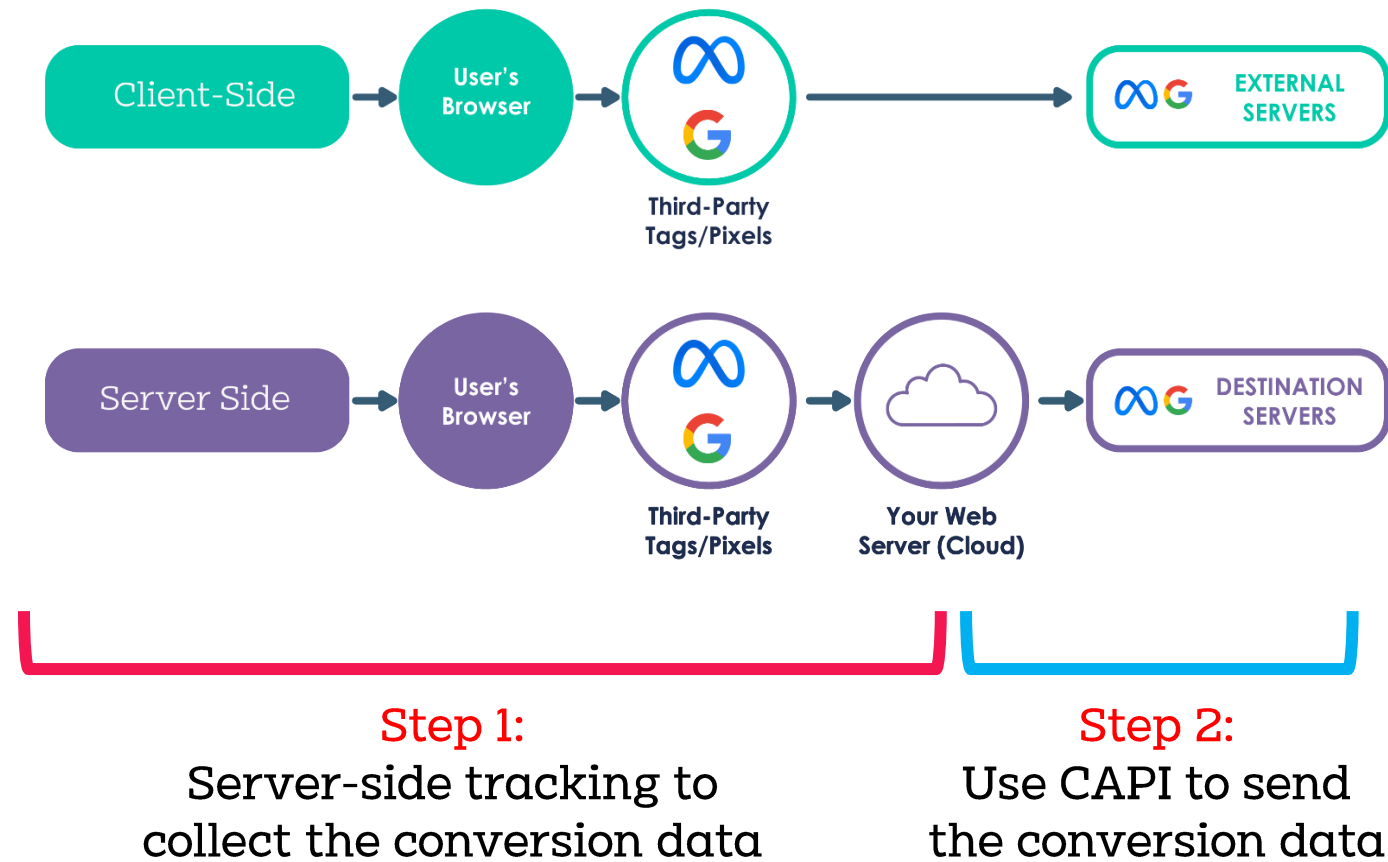 Client-Side
User's
Browser
Third-Party
Tags/Pixels
EXTERNAL
SERVERS
Server Side
User's
Browser
Third-Party
Tags/Pixels
Your Web
Server (Cloud)
DESTINATION
SERVERS
Step 1:
Server-side tracking to
collect the conversion data
Step 2:
Use CAPI to send
the conversion data